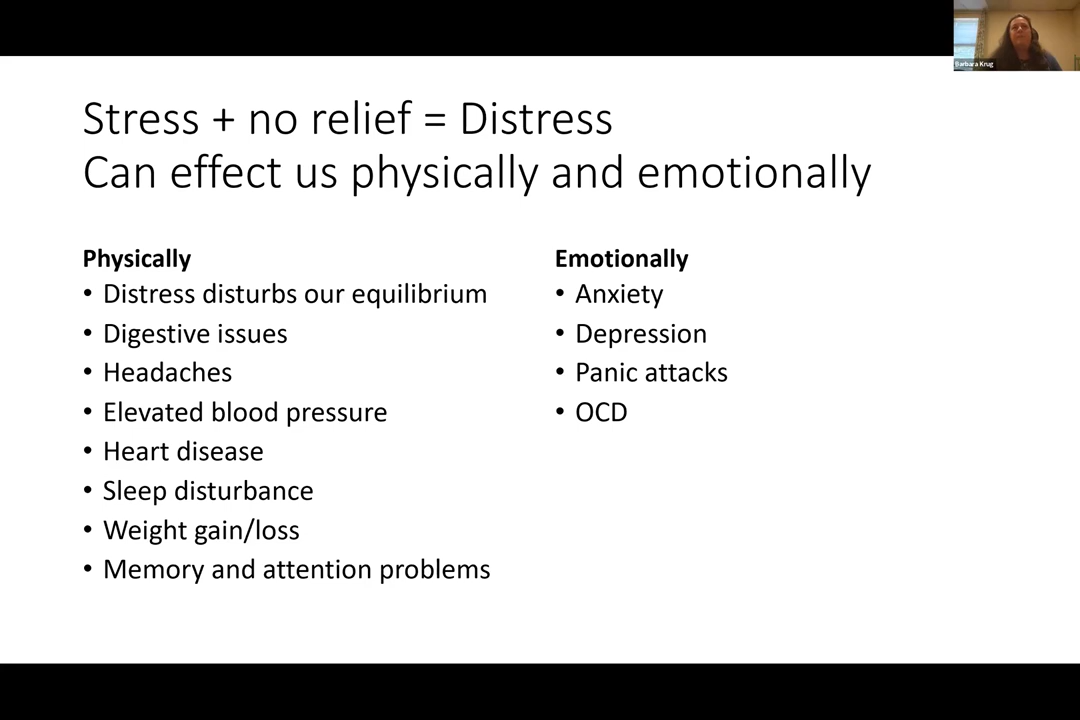 Barbara Krug
Stress + no relief = Distress
Can effect us physically and emotionally
Physically
• Distress disturbs our equilibrium
• Digestive issues
• Headaches
• Elevated blood pressure
• Heart disease
• Sleep disturbance
• Weight gain/loss
• Memory and attention problems
Emotionally
• Anxiety
• Depression
• Panic attacks
• OCD